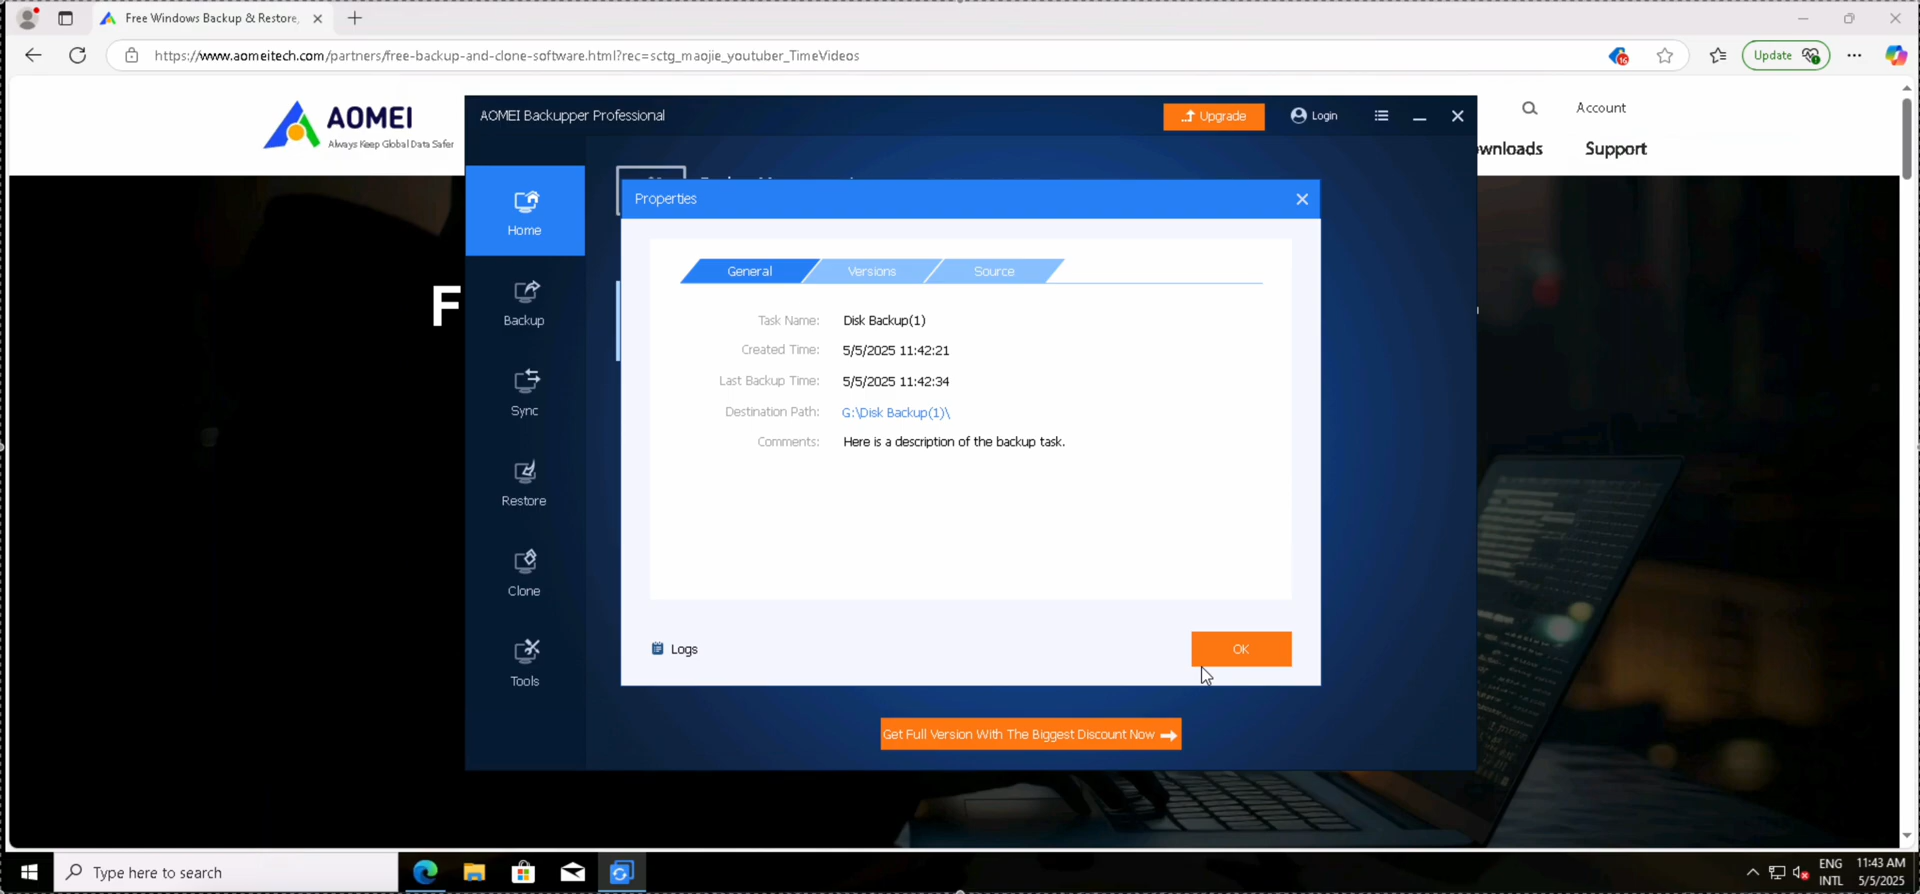 Free Windows Backup & Restore,
https://www.aomeitech.com/partners/free-backup-and-clone-software.html?rec=sctg_maojie_youtuber_TimeVideos
16
Update
AOMEI
Always Keep Global Data Safer
Account
Support
AOMEI Backupper Professional
Upgrade
Login
Home
Backup
Sync
Restore
Clone
Tools
Properties
General
Versions
Source
Task Name: Disk Backup(1)
Created Time: 5/5/2025 11:42:21
Last Backup Time: 5/5/2025 11:42:34
Destination Path: G:\Disk Backup(1)\
Comments: Here is a description of the backup task.
Logs
OK
Get Full Version With The Biggest Discount Now
F
Type here to search
ENG
INTL
11:43 AM
5/5/2025